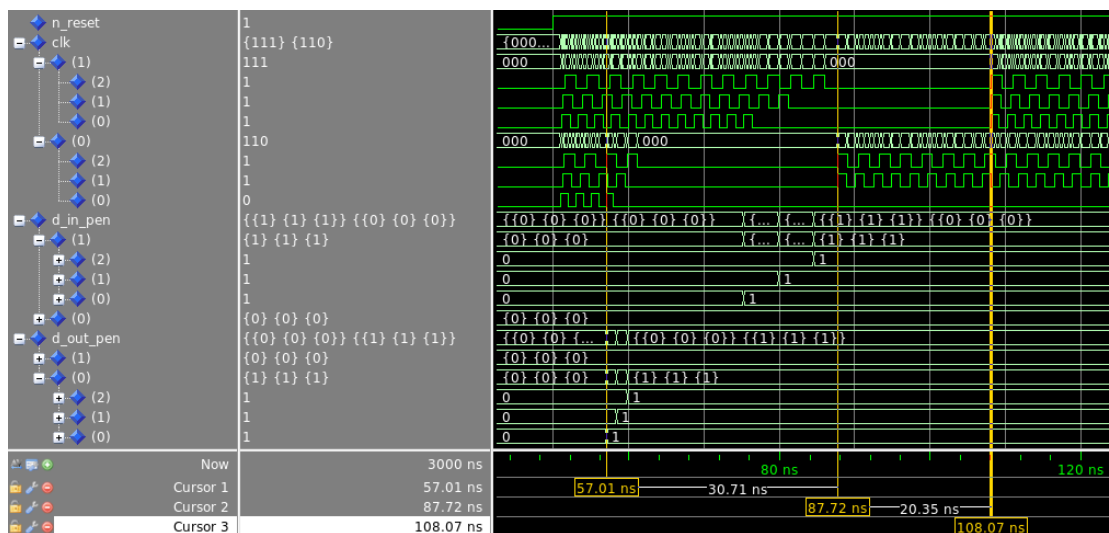 n_reset 1
clk {111} {110} {000...
(1) 111 000 000
(2) 1
(1) 1
(0) 1
(0) 110 000 000
(2) 1
(1) 1
(0) 0
d_in_pen {{1} {1} {1}} {{0} {0} {0}} {{0} {0} {0}} {{0} {0} {0}} {... {... {{1} {1} {1}} {{0} {0} {0}}
(1) {1} {1} {1} {0} {0} {0} {... {... {1} {1} {1}
(2) 1 0 1
(1) 1 0 1
(0) 1 0 1
(0) {0} {0} {0} {0} {0} {0}
d_out_pen {{0} {0} {0}} {{1} {1} {1}} {{0} {0} {... {{0} {0} {0}} {{1} {1} {1}}
(1) {0} {0} {0} {0} {0} {0}
(0) {1} {1} {1} {0} {0} {0} {1} {1} {1}
(2) 1 0 1
(1) 1 0 1
(0) 1 0 1
Now 3000 ns 80 ns 120 ns
Cursor 1 57.01 ns 57.01 ns 30.71 ns
Cursor 2 87.72 ns 87.72 ns 20.35 ns
Cursor 3 108.07 ns 108.07 ns